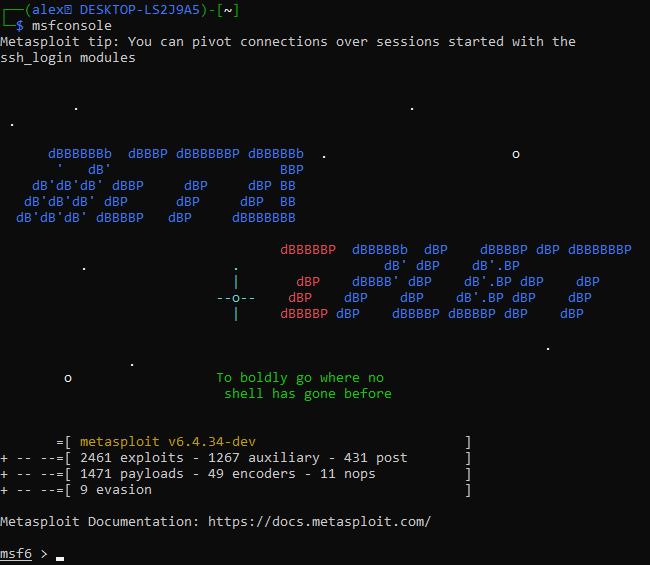 ┌──(alex DESKTOP-LS2J9A5)-[~]
└─$ msfconsole
Metasploit tip: You can pivot connections over sessions started with the
ssh_login modules
         .                                         .
 .
      dBBBBBBb  dBBBP dBBBBBBP dBBBBBb  .                       o
       '   dB'                     BBP
    dB'dB'dB' dBBP     dBP     dBP BB
   dB'dB'dB' dBP      dBP     dBP  BB
  dB'dB'dB' dBBBBP   dBP     dBBBBBBB
                                   dBBBBBP  dBBBBBb  dBP    dBBBBP dBP dBBBBBBP
          .                  .                  dB' dBP    dB'.BP
                             |       dBP    dBBBB' dBP    dB'.BP dBP    dBP
                           --o--    dBP    dBP    dBP    dB'.BP dBP    dBP
                             |     dBBBBP dBP    dBBBBP dBBBBP dBP    dBP
                                                                    .
                .
        o                  To boldly go where no
                            shell has gone before
       =[ metasploit v6.4.34-dev                          ]
+ -- --=[ 2461 exploits - 1267 auxiliary - 431 post       ]
+ -- --=[ 1471 payloads - 49 encoders - 11 nops           ]
+ -- --=[ 9 evasion                                       ]
Metasploit Documentation: https://docs.metasploit.com/
msf6 >